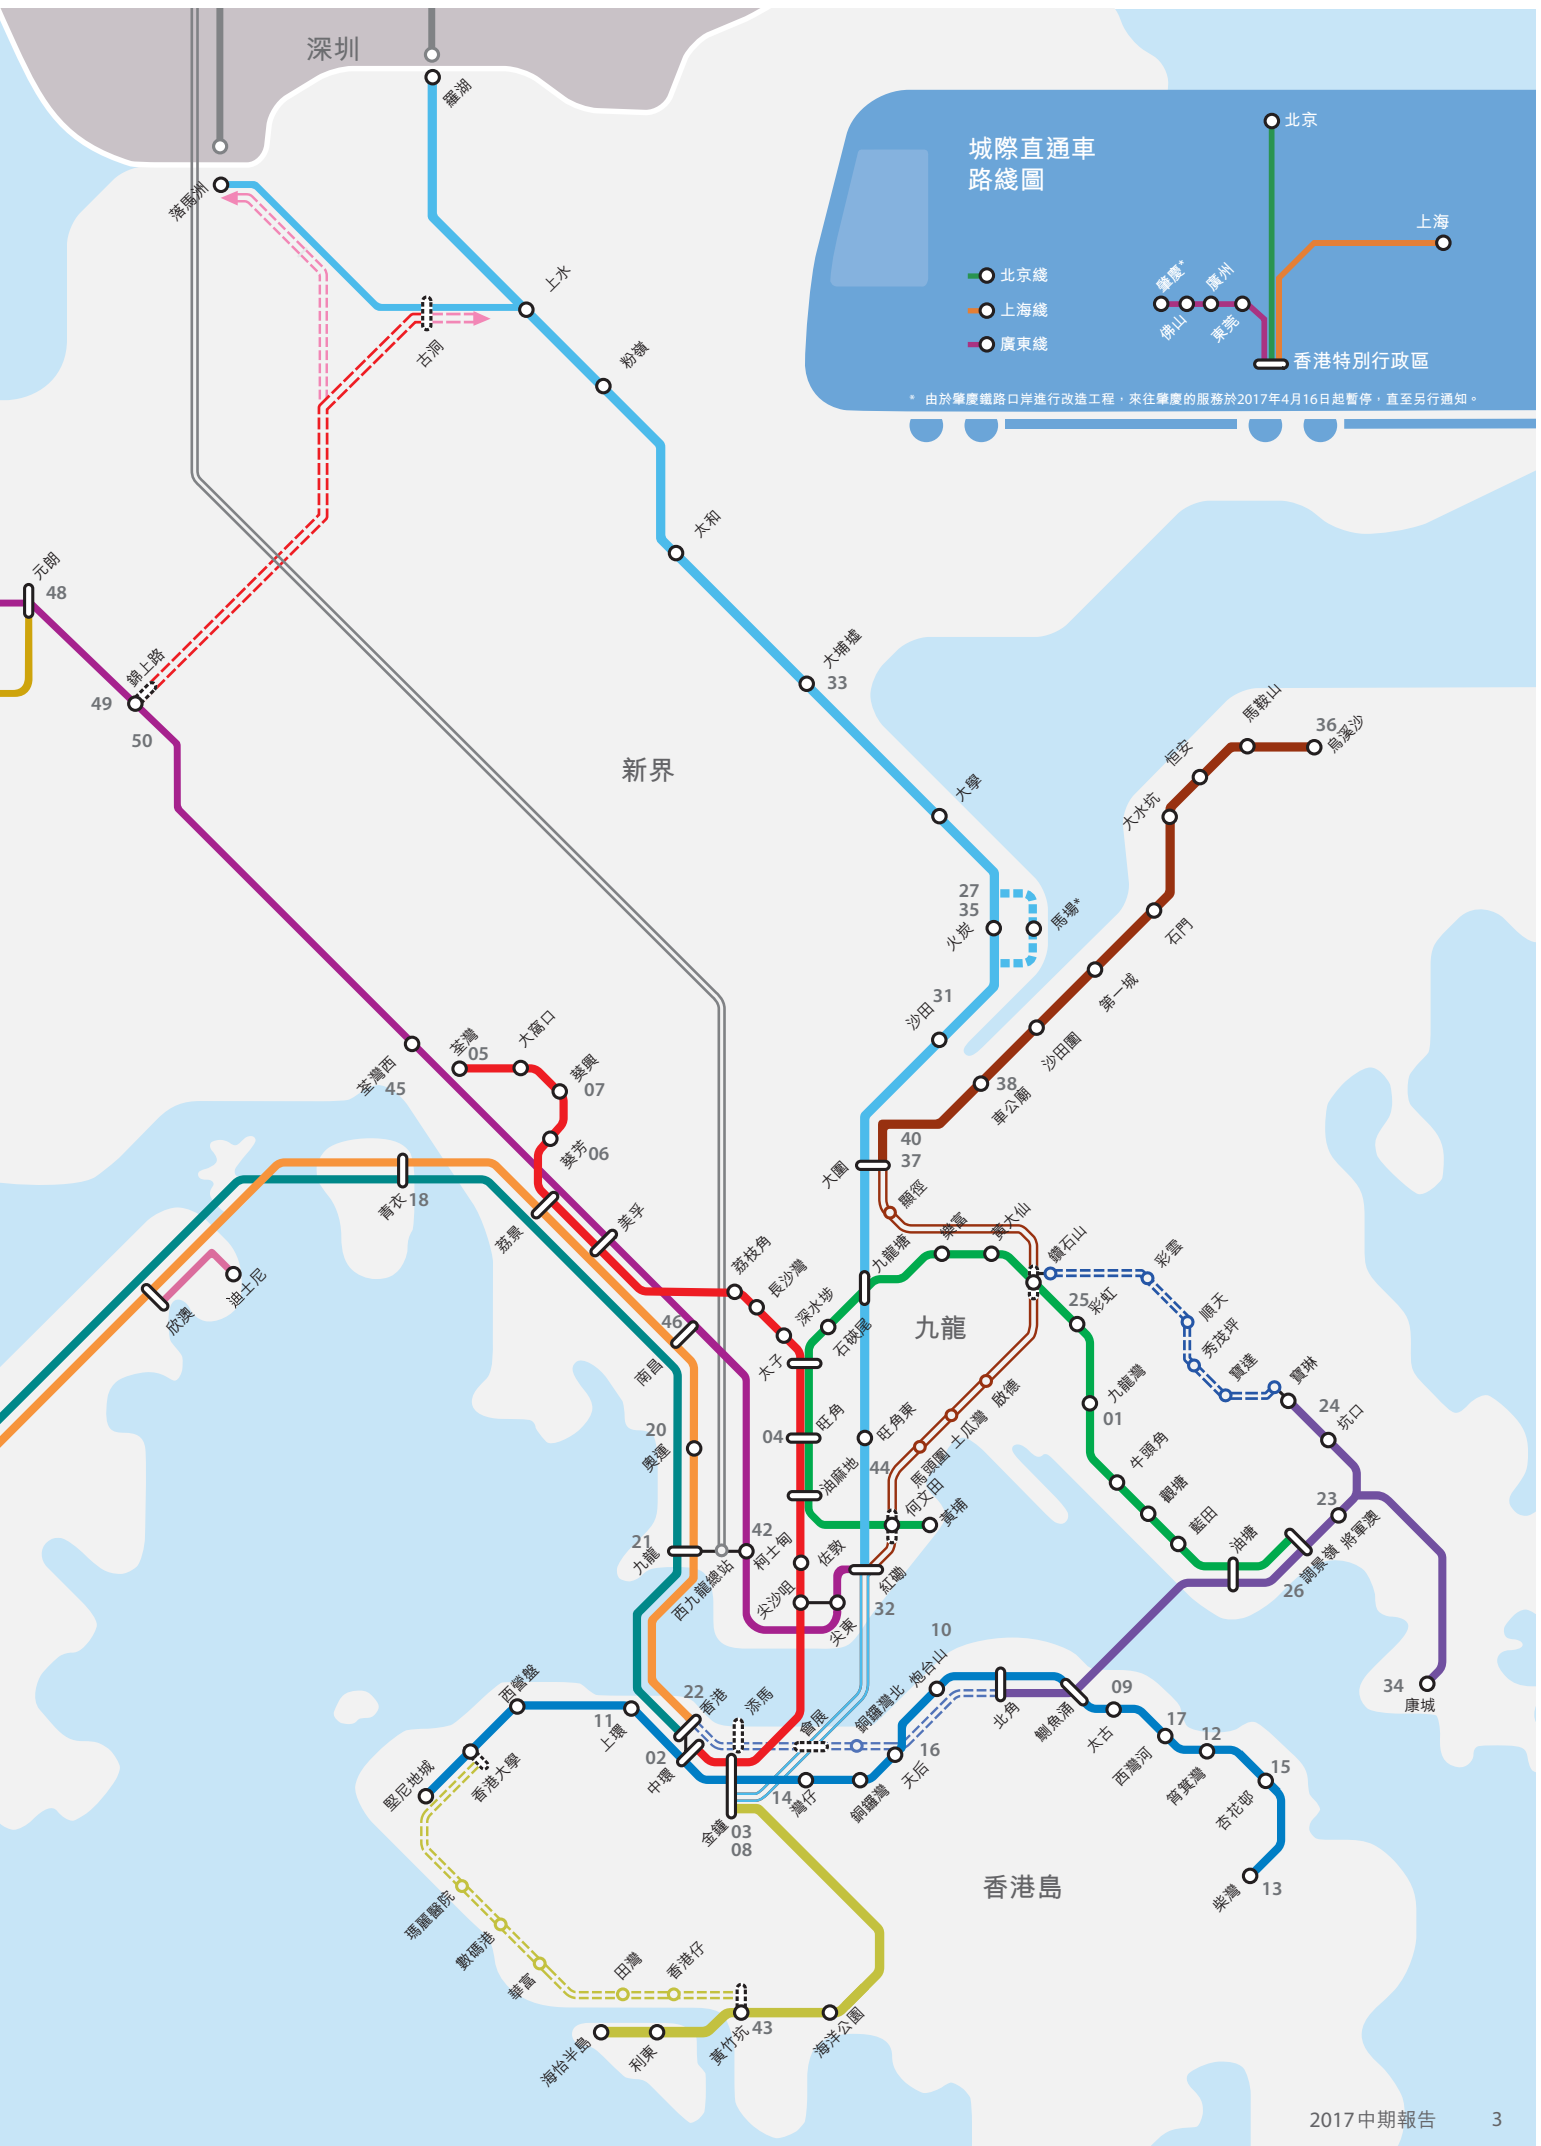 深圳
羅湖
落馬洲
城際直通車
路綫圖
北京
上海
北京綫
上海綫
廣東綫
肇慶*
廣州
佛山
東莞
香港特別行政區
* 由於肇慶鐵路口岸進行改造工程，來往肇慶的服務於2017年4月16日起暫停，直至另行通知。
上水
古洞
粉嶺
太和
元朗
48
錦上路
49
50
大埔墟
33
新界
馬鞍山
36
烏溪沙
恒安
大水坑
大學
27
35
火炭
馬場*
石門
第一城
沙田
31
沙田圍
38
車公廟
荃灣
05
大窩口
葵興
07
荃灣西
45
葵芳
06
40
37
大圍
顯徑
青衣
18
荔景
美孚
迪士尼
欣澳
荔枝角
長沙灣
深水埗
石硤尾
九龍塘
樂富
黃大仙
鑽石山
彩雲
25
彩虹
順天
秀茂坪
寶達
寶琳
九龍
46
南昌
太子
旺角
04
旺角東
啟德
土瓜灣
馬頭圍
44
九龍灣
01
24
坑口
20
奧運
油麻地
何文田
黃埔
牛頭角
觀塘
藍田
油塘
23
將軍澳
調景嶺
26
21
九龍
42
柯士甸
西九龍總站
佐敦
尖沙咀
尖東
紅磡
32
34
康城
西營盤
11
上環
22
香港
添馬
會展
銅鑼灣北
10
炮台山
北角
鰂魚涌
09
太古
17
西灣河
12
筲箕灣
15
杏花邨
堅尼地城
香港大學
02
中環
14
灣仔
銅鑼灣
16
天后
金鐘
03
08
香港島
柴灣
13
瑪麗醫院
數碼港
華富
田灣
香港仔
海怡半島
利東
黃竹坑
43
海洋公園
2017中期報告
3